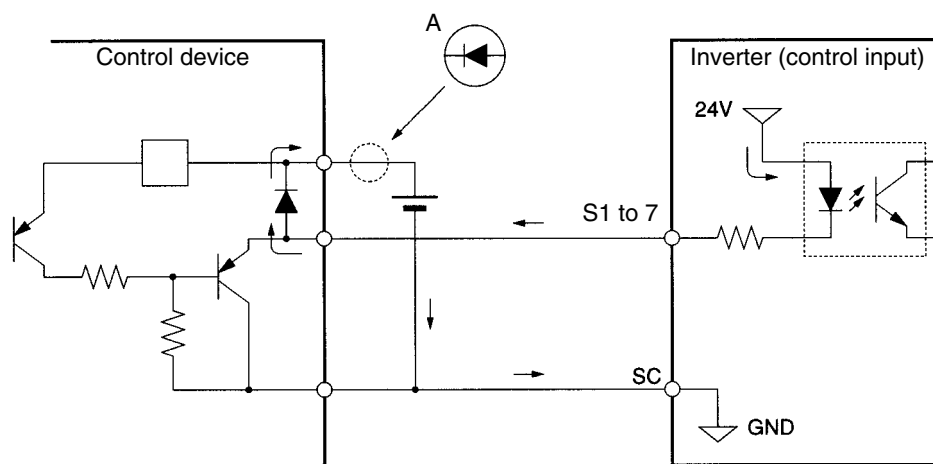 A
Control device
Inverter (control input)
24V
S1 to 7
SC
GND